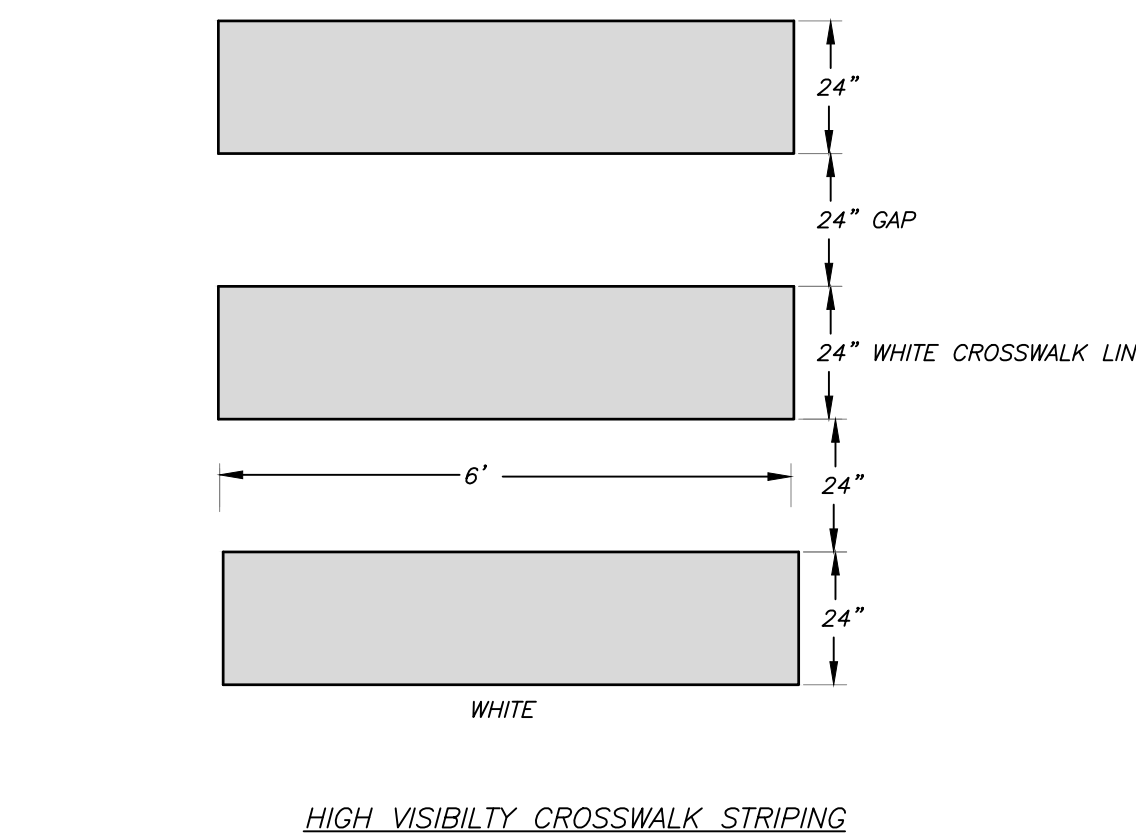 24”
24” GAP
24” WHITE CROSSWALK LIN
6’
24”
24”
WHITE
HIGH VISIBILTY CROSSWALK STRIPING